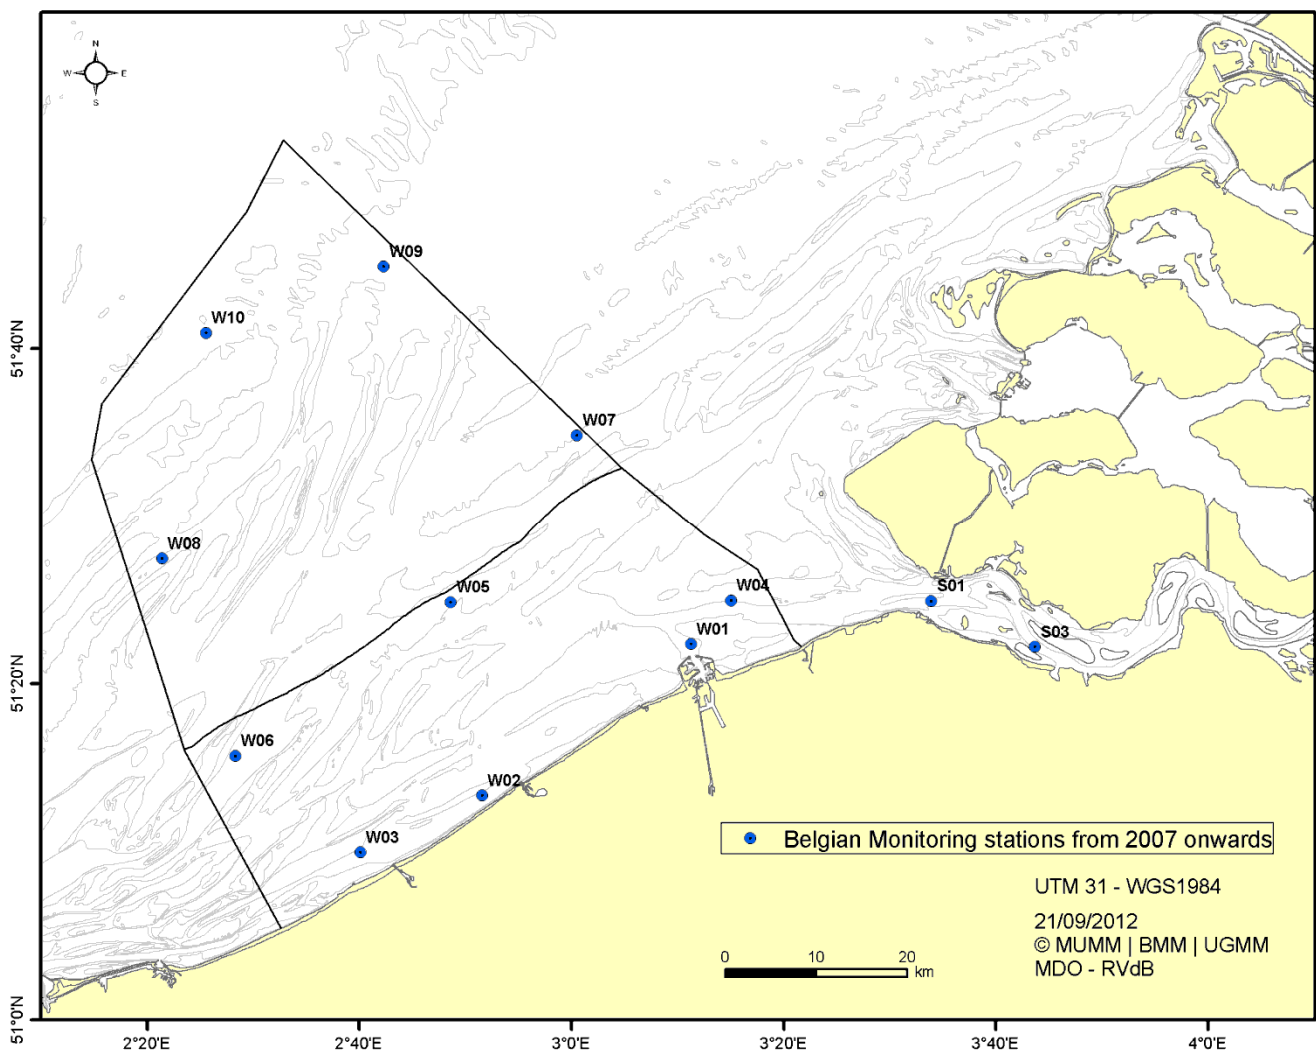 N
W E
S
W09
W10
51°40'N
W07
W08
W05
W04
S01
W01
S03
51°20'N
W06
W02
W03
Belgian Monitoring stations from 2007 onwards
UTM 31 - WGS1984
21/09/2012
© MUMM | BMM | UGMM
MDO - RVdB
0 10 20
km
51°0'N
2°20'E 2°40'E 3°0'E 3°20'E 3°40'E 4°0'E